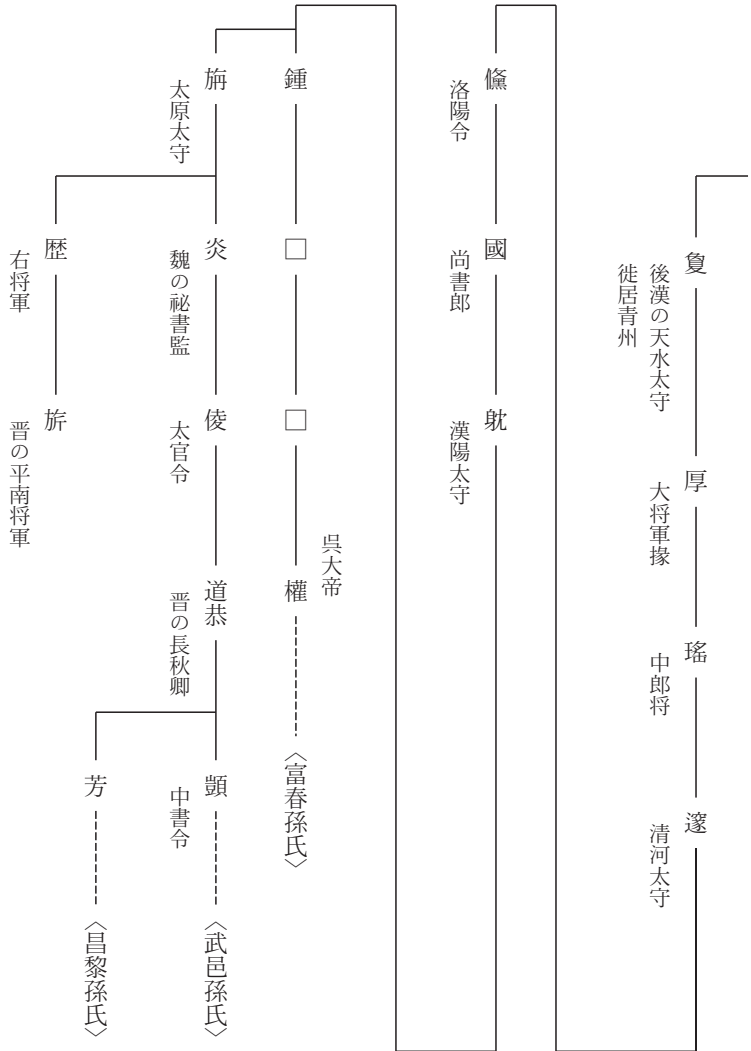 敻
後漢の天水太守
徙居青州
厚
大将軍掾
瑤
中郎将
邃
清河太守
儵
洛陽令
國
尚書郎
躭
漢陽太守
鍾
□
□
呉大帝
權
〈富春孫氏〉
旃
太原太守
炎
魏の祕書監
倰
太官令
道恭
晋の長秋卿
顗
中書令
〈武邑孫氏〉
歴
右将軍
旂
晋の平南将軍
芳
〈昌黎孫氏〉